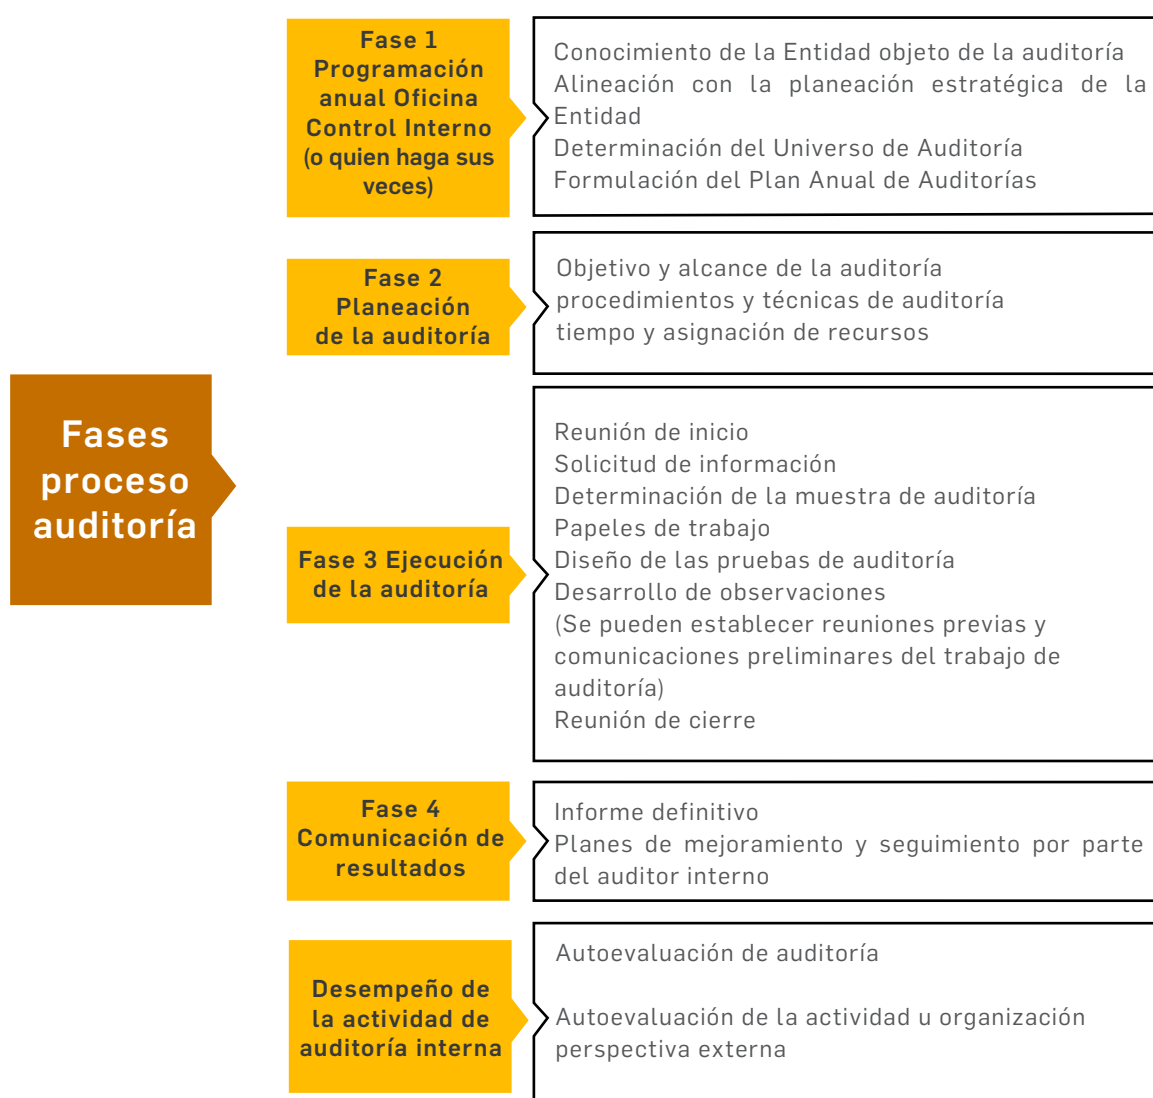 Fases
proceso
auditoría
Fase 1
Programación
anual Oficina
Control Interno
(o quien haga sus
veces)
Conocimiento de la Entidad objeto de la auditoría
Alineación con la planeación estratégica de la
Entidad
Determinación del Universo de Auditoría
Formulación del Plan Anual de Auditorías
Fase 2
Planeación
de la auditoría
Objetivo y alcance de la auditoría
procedimientos y técnicas de auditoría
tiempo y asignación de recursos
Fase 3 Ejecución
de la auditoría
Reunión de inicio
Solicitud de información
Determinación de la muestra de auditoría
Papeles de trabajo
Diseño de las pruebas de auditoría
Desarrollo de observaciones
(Se pueden establecer reuniones previas y
comunicaciones preliminares del trabajo de
auditoría)
Reunión de cierre
Fase 4
Comunicación de
resultados
Informe definitivo
Planes de mejoramiento y seguimiento por parte
del auditor interno
Desempeño de
la actividad de
auditoría interna
Autoevaluación de auditoría
Autoevaluación de la actividad u organización
perspectiva externa